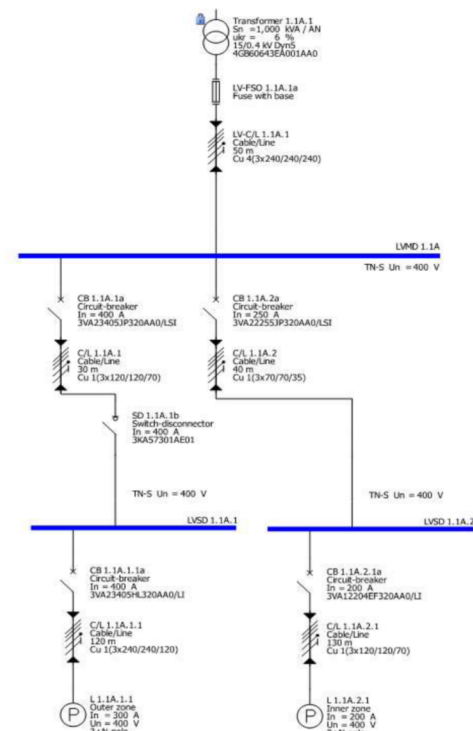 Transformer 1.1A.1
Sn =1,000 kVA / AN
ukr = 6 %
15/0.4 kV Dyn5
4GB60643EA001AA0
LV-FSO 1.1A.1a
Fuse with base
LV-C/L 1.1A.1
Cable/Line
50 m
Cu 4(3x240/240/240)
LVMD 1.1A
TN-S Un = 400 V
CB 1.1A.1a
Circuit-breaker
In = 400 A
3VA23405JP320AA0/LSI
CB 1.1A.2a
Circuit-breaker
In = 250 A
3VA22255JP320AA0/LSI
C/L 1.1A.1
Cable/Line
30 m
Cu 1(3x120/120/70)
C/L 1.1A.2
Cable/Line
40 m
Cu 1(3x70/70/35)
SD 1.1A.1b
Switch-disconnector
In = 400 A
3KA57301AE01
TN-S Un = 400 V
TN-S Un = 400 V
LVSD 1.1A.1
LVSD 1.1A.2
CB 1.1A.1.1a
Circuit-breaker
In = 400 A
3VA23405HL320AA0/LI
CB 1.1A.2.1a
Circuit-breaker
In = 200 A
3VA12204EF320AA0/LI
C/L 1.1A.1.1
Cable/Line
120 m
Cu 1(3x240/240/120)
C/L 1.1A.2.1
Cable/Line
130 m
Cu 1(3x120/120/70)
P
L 1.1A.1.1
Outer zone
In = 300 A
Un = 400 V
P
L 1.1A.2.1
Inner zone
In = 200 A
Un = 400 V